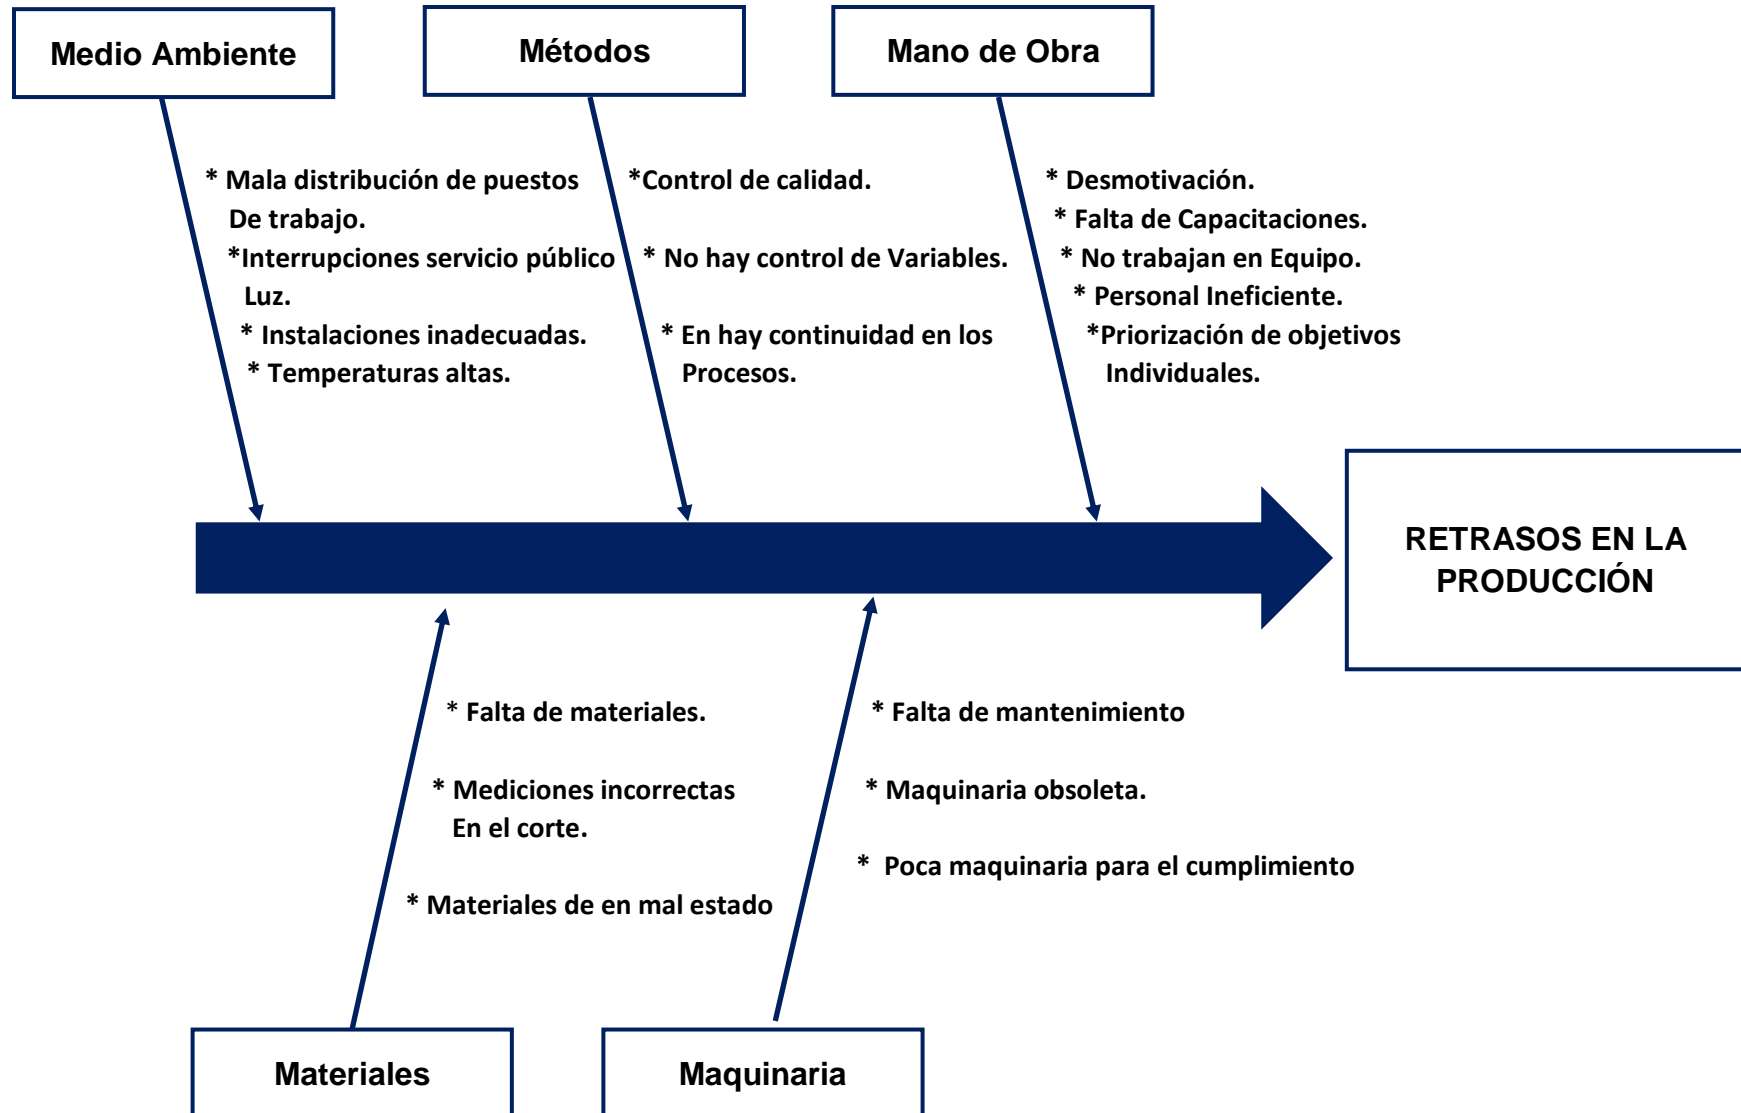 Medio Ambiente
Métodos
Mano de Obra
* Mala distribución de puestos
De trabajo.
*Interrupciones servicio público
Luz.
* Instalaciones inadecuadas.
* Temperaturas altas.
*Control de calidad.
* No hay control de Variables.
* En hay continuidad en los
Procesos.
* Desmotivación.
* Falta de Capacitaciones.
* No trabajan en Equipo.
* Personal Ineficiente.
*Priorización de objetivos
Individuales.
RETRASOS EN LA
PRODUCCIÓN
* Falta de materiales.
* Mediciones incorrectas
En el corte.
* Materiales de en mal estado
* Falta de mantenimiento
* Maquinaria obsoleta.
* Poca maquinaria para el cumplimiento
Materiales
Maquinaria